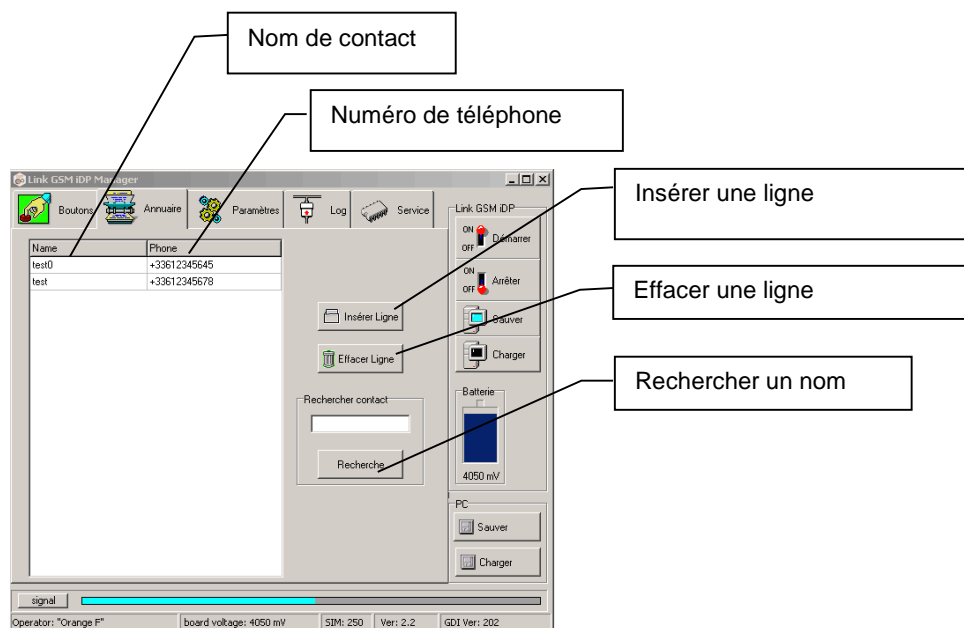 Nom de contact
Numéro de téléphone
Insérer une ligne
Effacer une ligne
Rechercher un nom
Link GSM iDP Manager
Boutons
Annuaire
Paramètres
Log
Service
Name
Phone
test0
+33612345645
test
+33612345678
Insérer Ligne
Effacer Ligne
Rechercher contact
Recherche
Link GSM iDP
ON
OFF
Démarrer
ON
OFF
Arrêter
Sauver
Charger
Batterie
4050 mV
PC
Sauver
Charger
signal
Operator: "Orange F"
board voltage: 4050 mV
SIM: 250
Ver: 2.2
GDI Ver: 202